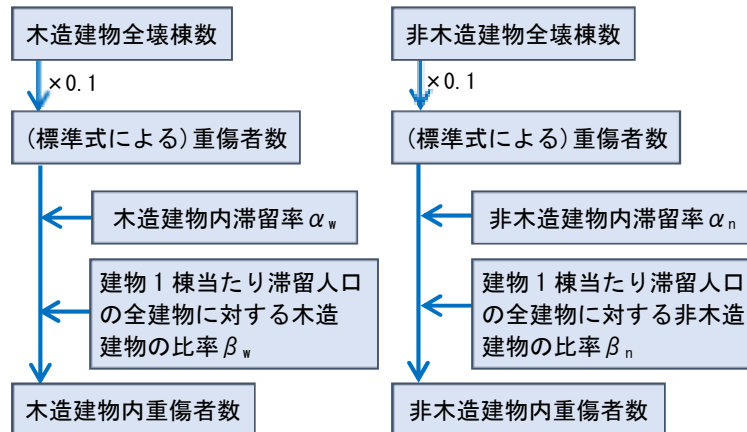 木造建物全壊棟数
×0.1
(標準式による)重傷者数
木造建物内滞留率αw
建物1棟当たり滞留人口
の全建物に対する木造
建物の比率βw
木造建物内重傷者数
非木造建物全壊棟数
×0.1
(標準式による)重傷者数
非木造建物内滞留率αn
建物1棟当たり滞留人口
の全建物に対する非木造
建物の比率βn
非木造建物内重傷者数